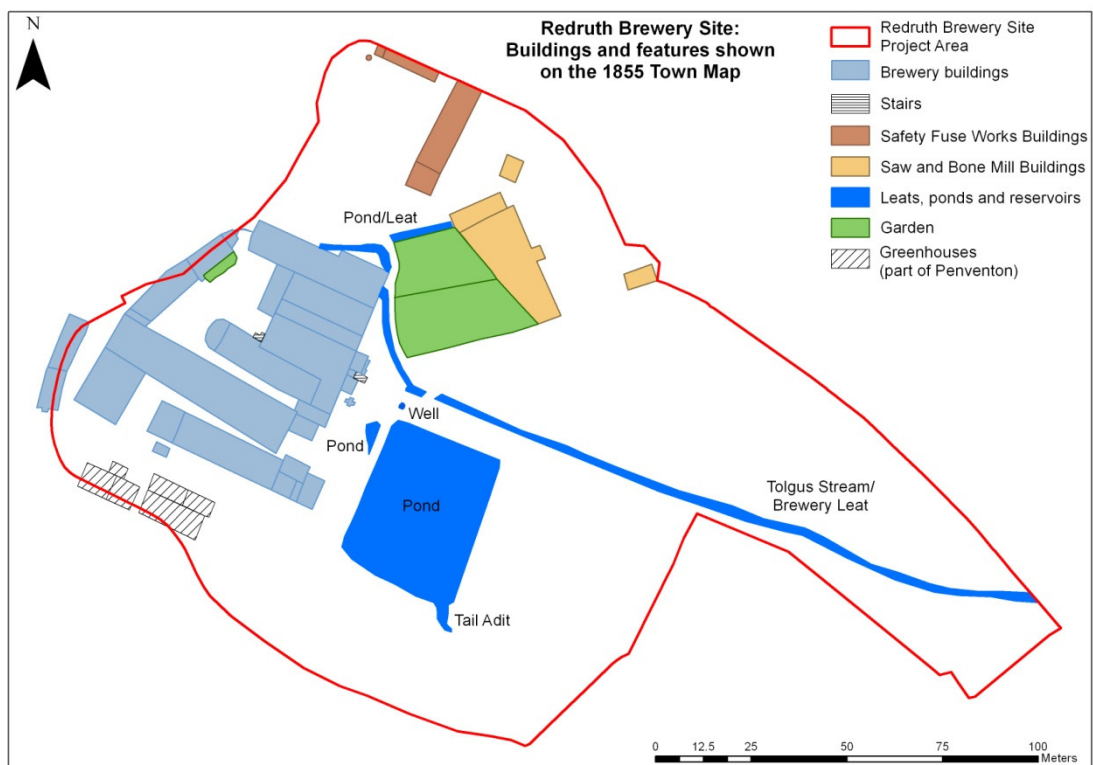 N
Redruth Brewery Site:
Buildings and features shown
on the 1855 Town Map
Redruth Brewery Site
Project Area
Brewery buildings
Stairs
Safety Fuse Works Buildings
Saw and Bone Mill Buildings
Leats, ponds and reservoirs
Garden
Greenhouses
(part of Penventon)
Pond/Leat
Well
Pond
Pond
Tolgus Stream/
Brewery Leat
Tail Adit
0 12.5 25 50 75 100
Meters